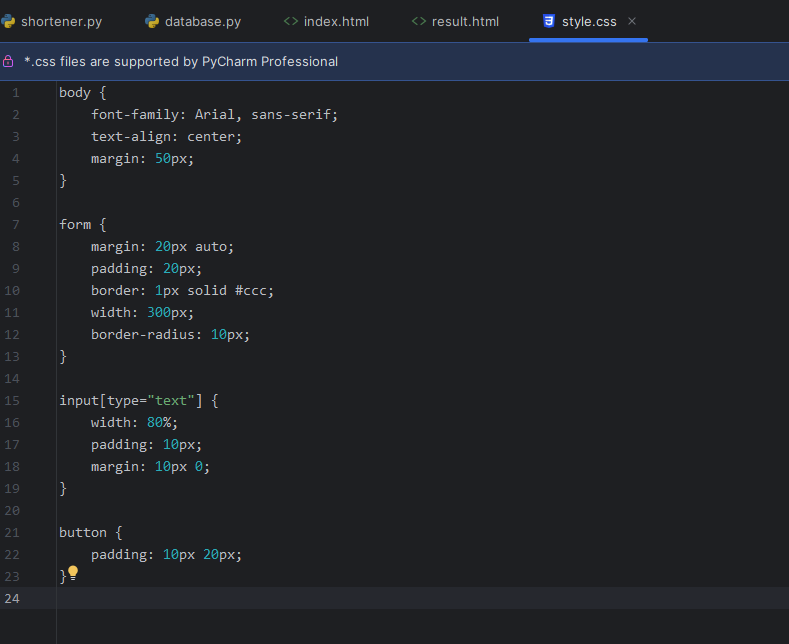 shortener.py database.py <> index.html <> result.html style.css ×
*.css files are supported by PyCharm Professional
1 body {
2     font-family: Arial, sans-serif;
3     text-align: center;
4     margin: 50px;
5 }
6
7 form {
8     margin: 20px auto;
9     padding: 20px;
10     border: 1px solid #ccc;
11     width: 300px;
12     border-radius: 10px;
13 }
14
15 input[type="text"] {
16     width: 80%;
17     padding: 10px;
18     margin: 10px 0;
19 }
20
21 button {
22     padding: 10px 20px;
23 }
24